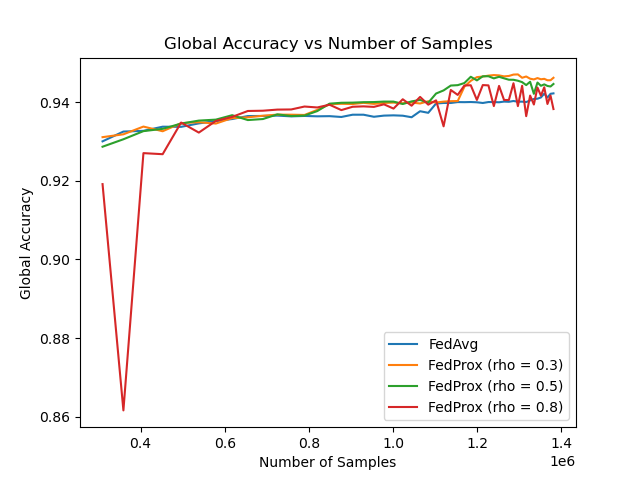 Global Accuracy vs Number of Samples
Global Accuracy
0.94
0.92
0.90
0.88
0.86
FedAvg
FedProx (rho = 0.3)
FedProx (rho = 0.5)
FedProx (rho = 0.8)
0.4 0.6 0.8 1.0 1.2 1.4
1e6
Number of Samples